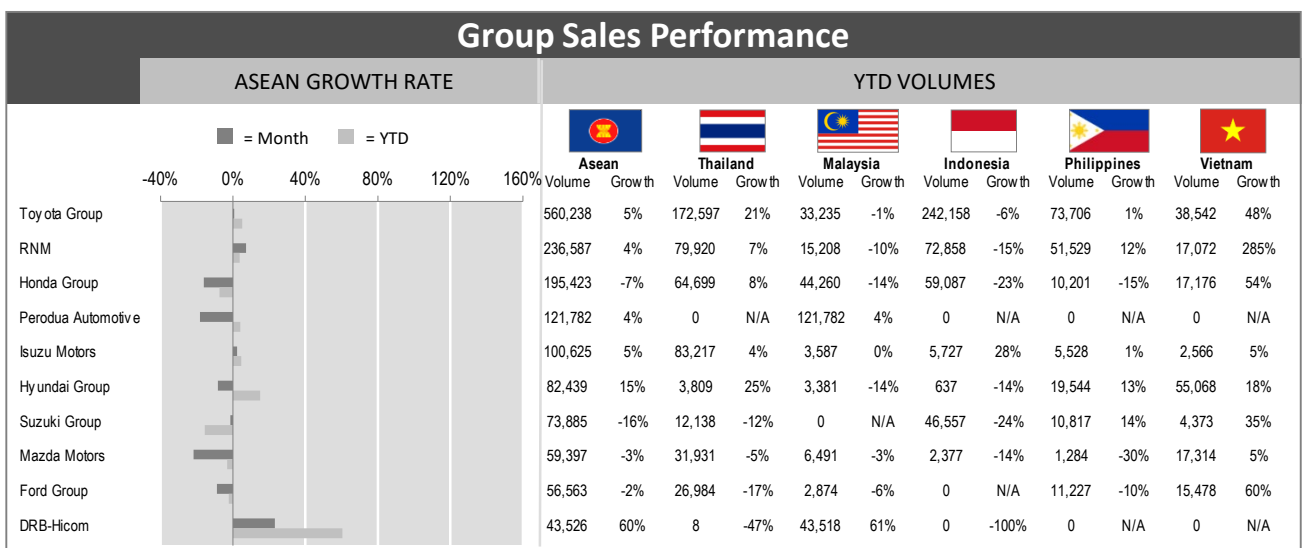 Group Sales Performance
ASEAN GROWTH RATE YTD VOLUMES
= Month = YTD
Asean Thailand Malaysia Indonesia Philippines Vietnam
-40% 0% 40% 80% 120% 160% Volume Growth Volume Growth Volume Growth Volume Growth Volume Growth Volume Growth
Toyota Group 560,238 5% 172,597 21% 33,235 -1% 242,158 -6% 73,706 1% 38,542 48%
RNM 236,587 4% 79,920 7% 15,208 -10% 72,858 -15% 51,529 12% 17,072 285%
Honda Group 195,423 -7% 64,699 8% 44,260 -14% 59,087 -23% 10,201 -15% 17,176 54%
Perodua Automotive 121,782 4% 0 N/A 121,782 4% 0 N/A 0 N/A 0 N/A
Isuzu Motors 100,625 5% 83,217 4% 3,587 0% 5,727 28% 5,528 1% 2,566 5%
Hyundai Group 82,439 15% 3,809 25% 3,381 -14% 637 -14% 19,544 13% 55,068 18%
Suzuki Group 73,885 -16% 12,138 -12% 0 N/A 46,557 -24% 10,817 14% 4,373 35%
Mazda Motors 59,397 -3% 31,931 -5% 6,491 -3% 2,377 -14% 1,284 -30% 17,314 5%
Ford Group 56,563 -2% 26,984 -17% 2,874 -6% 0 N/A 11,227 -10% 15,478 60%
DRB-Hicom 43,526 60% 8 -47% 43,518 61% 0 -100% 0 N/A 0 N/A